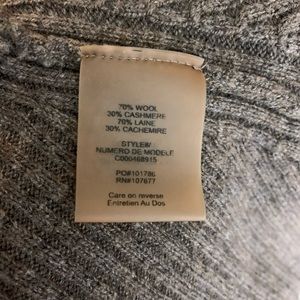 70% WOOL
30% CASHMERE
70% LAINE
30% CACHEMIRE
STYLE#/
NUMERO DE MODELE
C000468915
PO#101786
RN#107677
Care on reverse
Entretien Au Dos